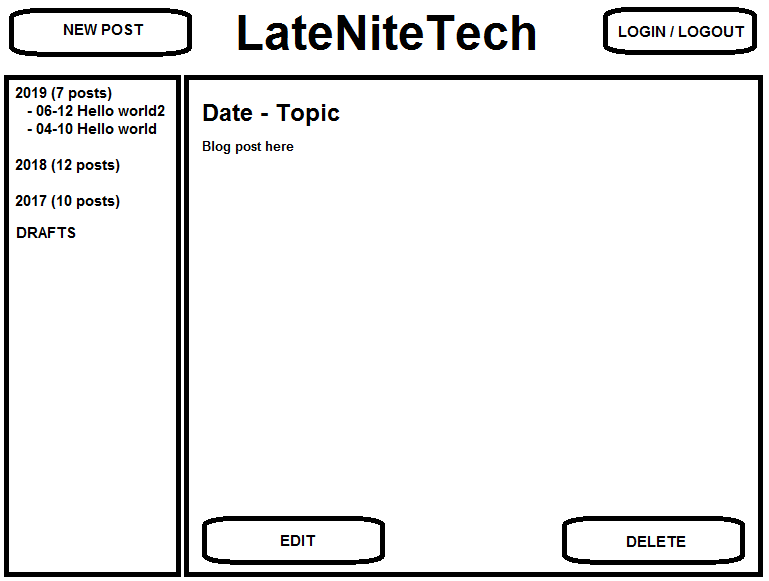 NEW POST
LateNiteTech
LOGIN / LOGOUT
2019 (7 posts)
- 06-12 Hello world2
- 04-10 Hello world
2018 (12 posts)
2017 (10 posts)
DRAFTS
Date - Topic
Blog post here
EDIT
DELETE